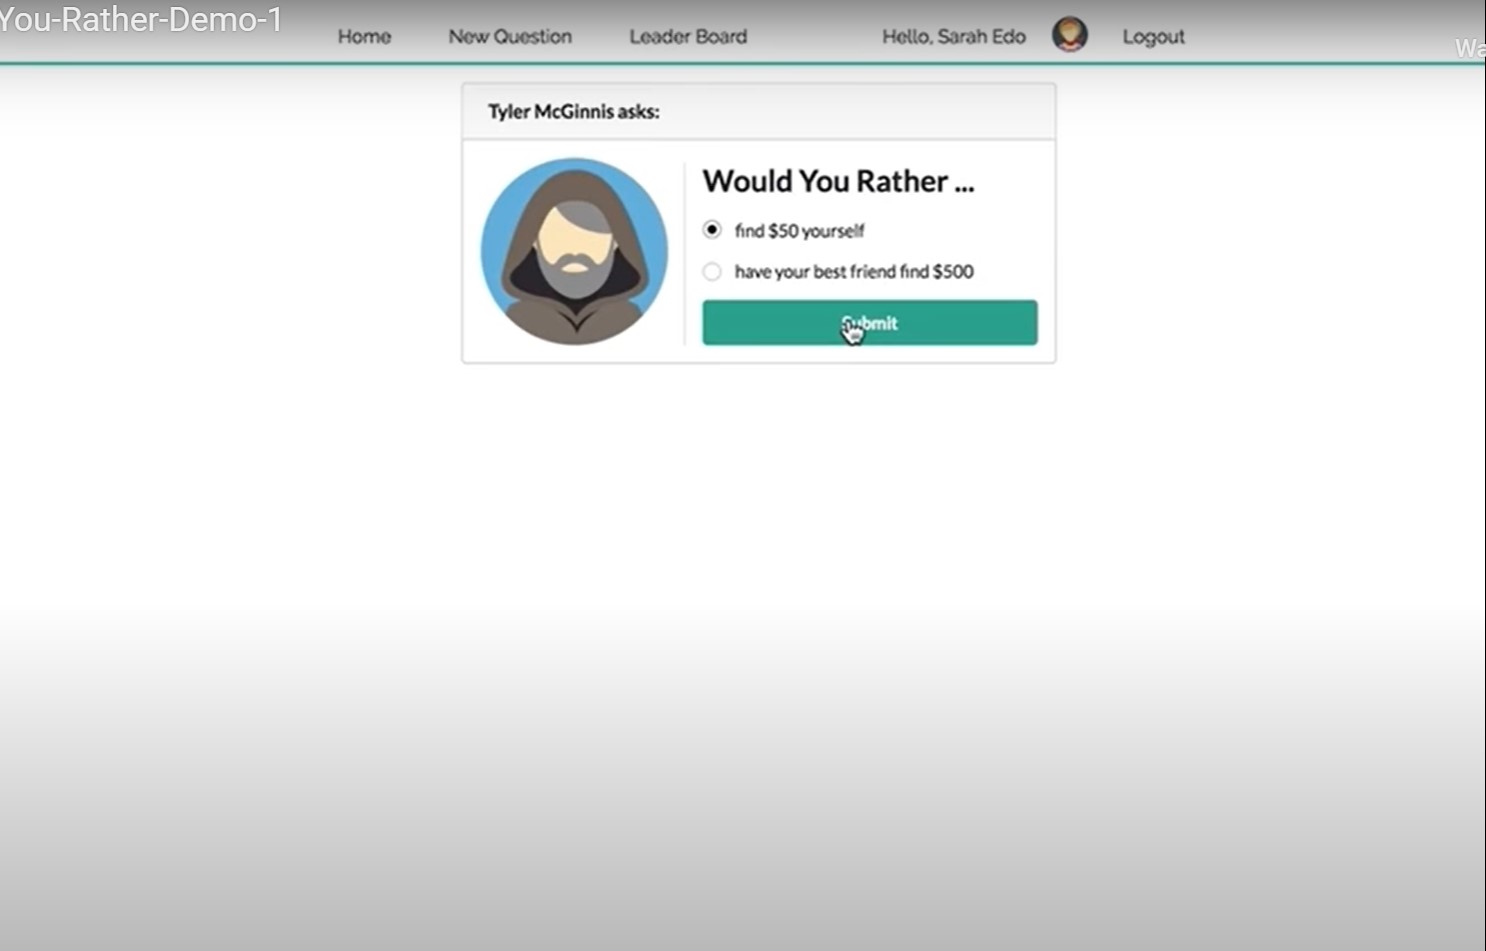 You-Rather-Demo-1
Home New Question Leader Board Hello, Sarah Edo Logout
Wa
Tyler McGinnis asks:
Would You Rather ...
find $50 yourself
have your best friend find $500
Submit